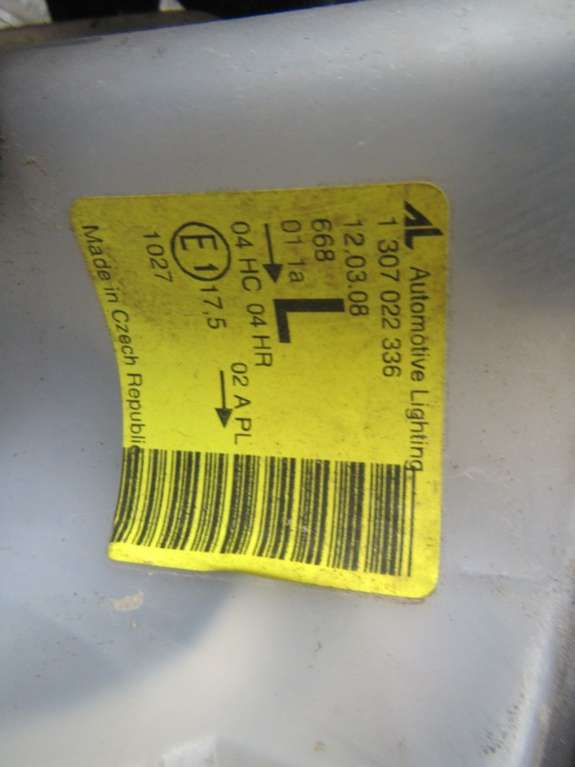 AL Automotive Lighting
1 307 022 336
12.03.08
668
01 1a L
04 HC 04 HR 02 A PL
E1 17,5
1027
Made in Czech Republic